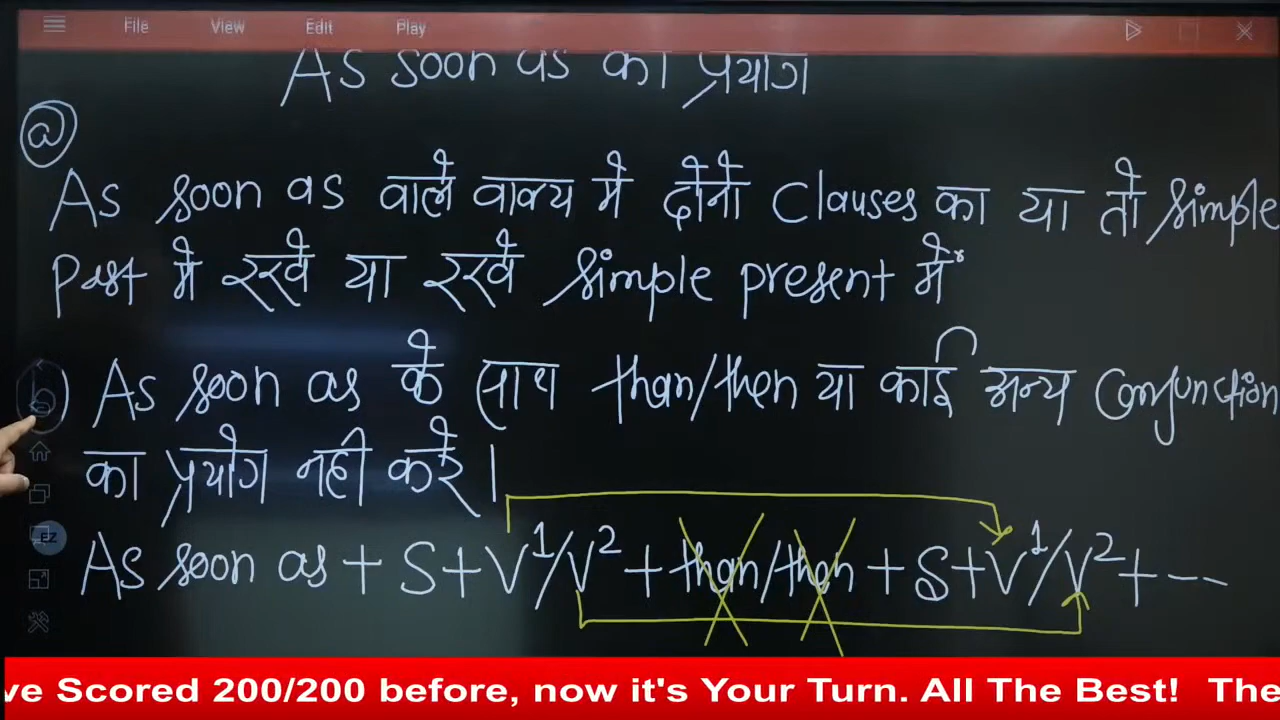 File View Edit Play
As soon as का प्रयोग
(a)
As soon as वाले वाक्य मे दोनो Clauses का या तो simple
past मे रखे या रखे simple present में
) As soon as के साथ than/then या कोई अन्य Conjunction
का प्रयोग नही करे।
EZ
As soon as + S + V¹/V² + than/then + S + V¹/V² + ---
ve Scored 200/200 before, now it's Your Turn. All The Best! The